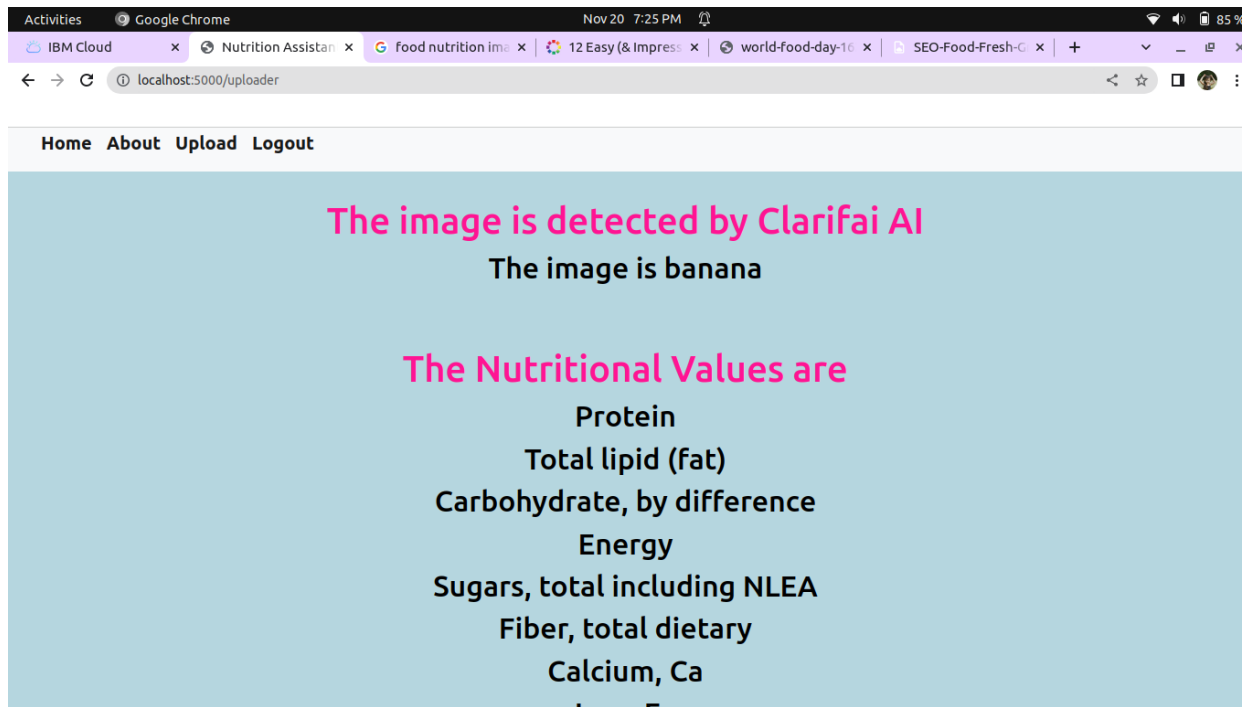 Activities Google Chrome Nov 20 7:25 PM 85 %
IBM Cloud Nutrition Assistan food nutrition ima 12 Easy (& Impress world-food-day-16 SEO-Food-Fresh-G
localhost:5000/uploader
Home About Upload Logout
The image is detected by Clarifai AI
The image is banana
The Nutritional Values are
Protein
Total lipid (fat)
Carbohydrate, by difference
Energy
Sugars, total including NLEA
Fiber, total dietary
Calcium, Ca